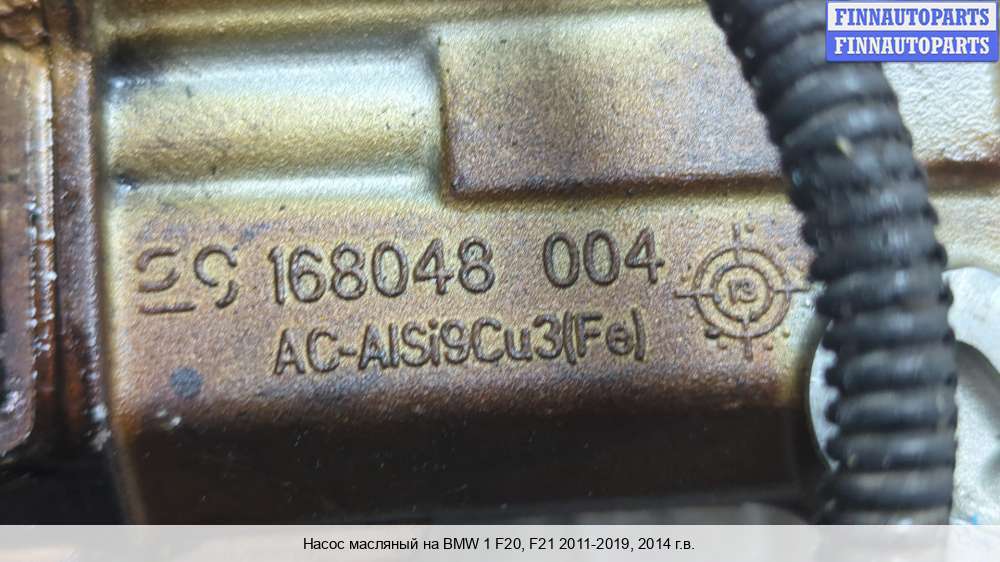 FINNAUTOPARTS
FINNAUTOPARTS
168048 004
AC-AlSi9Cu3(Fe)
Насос масляный на BMW 1 F20, F21 2011-2019, 2014 г.в.